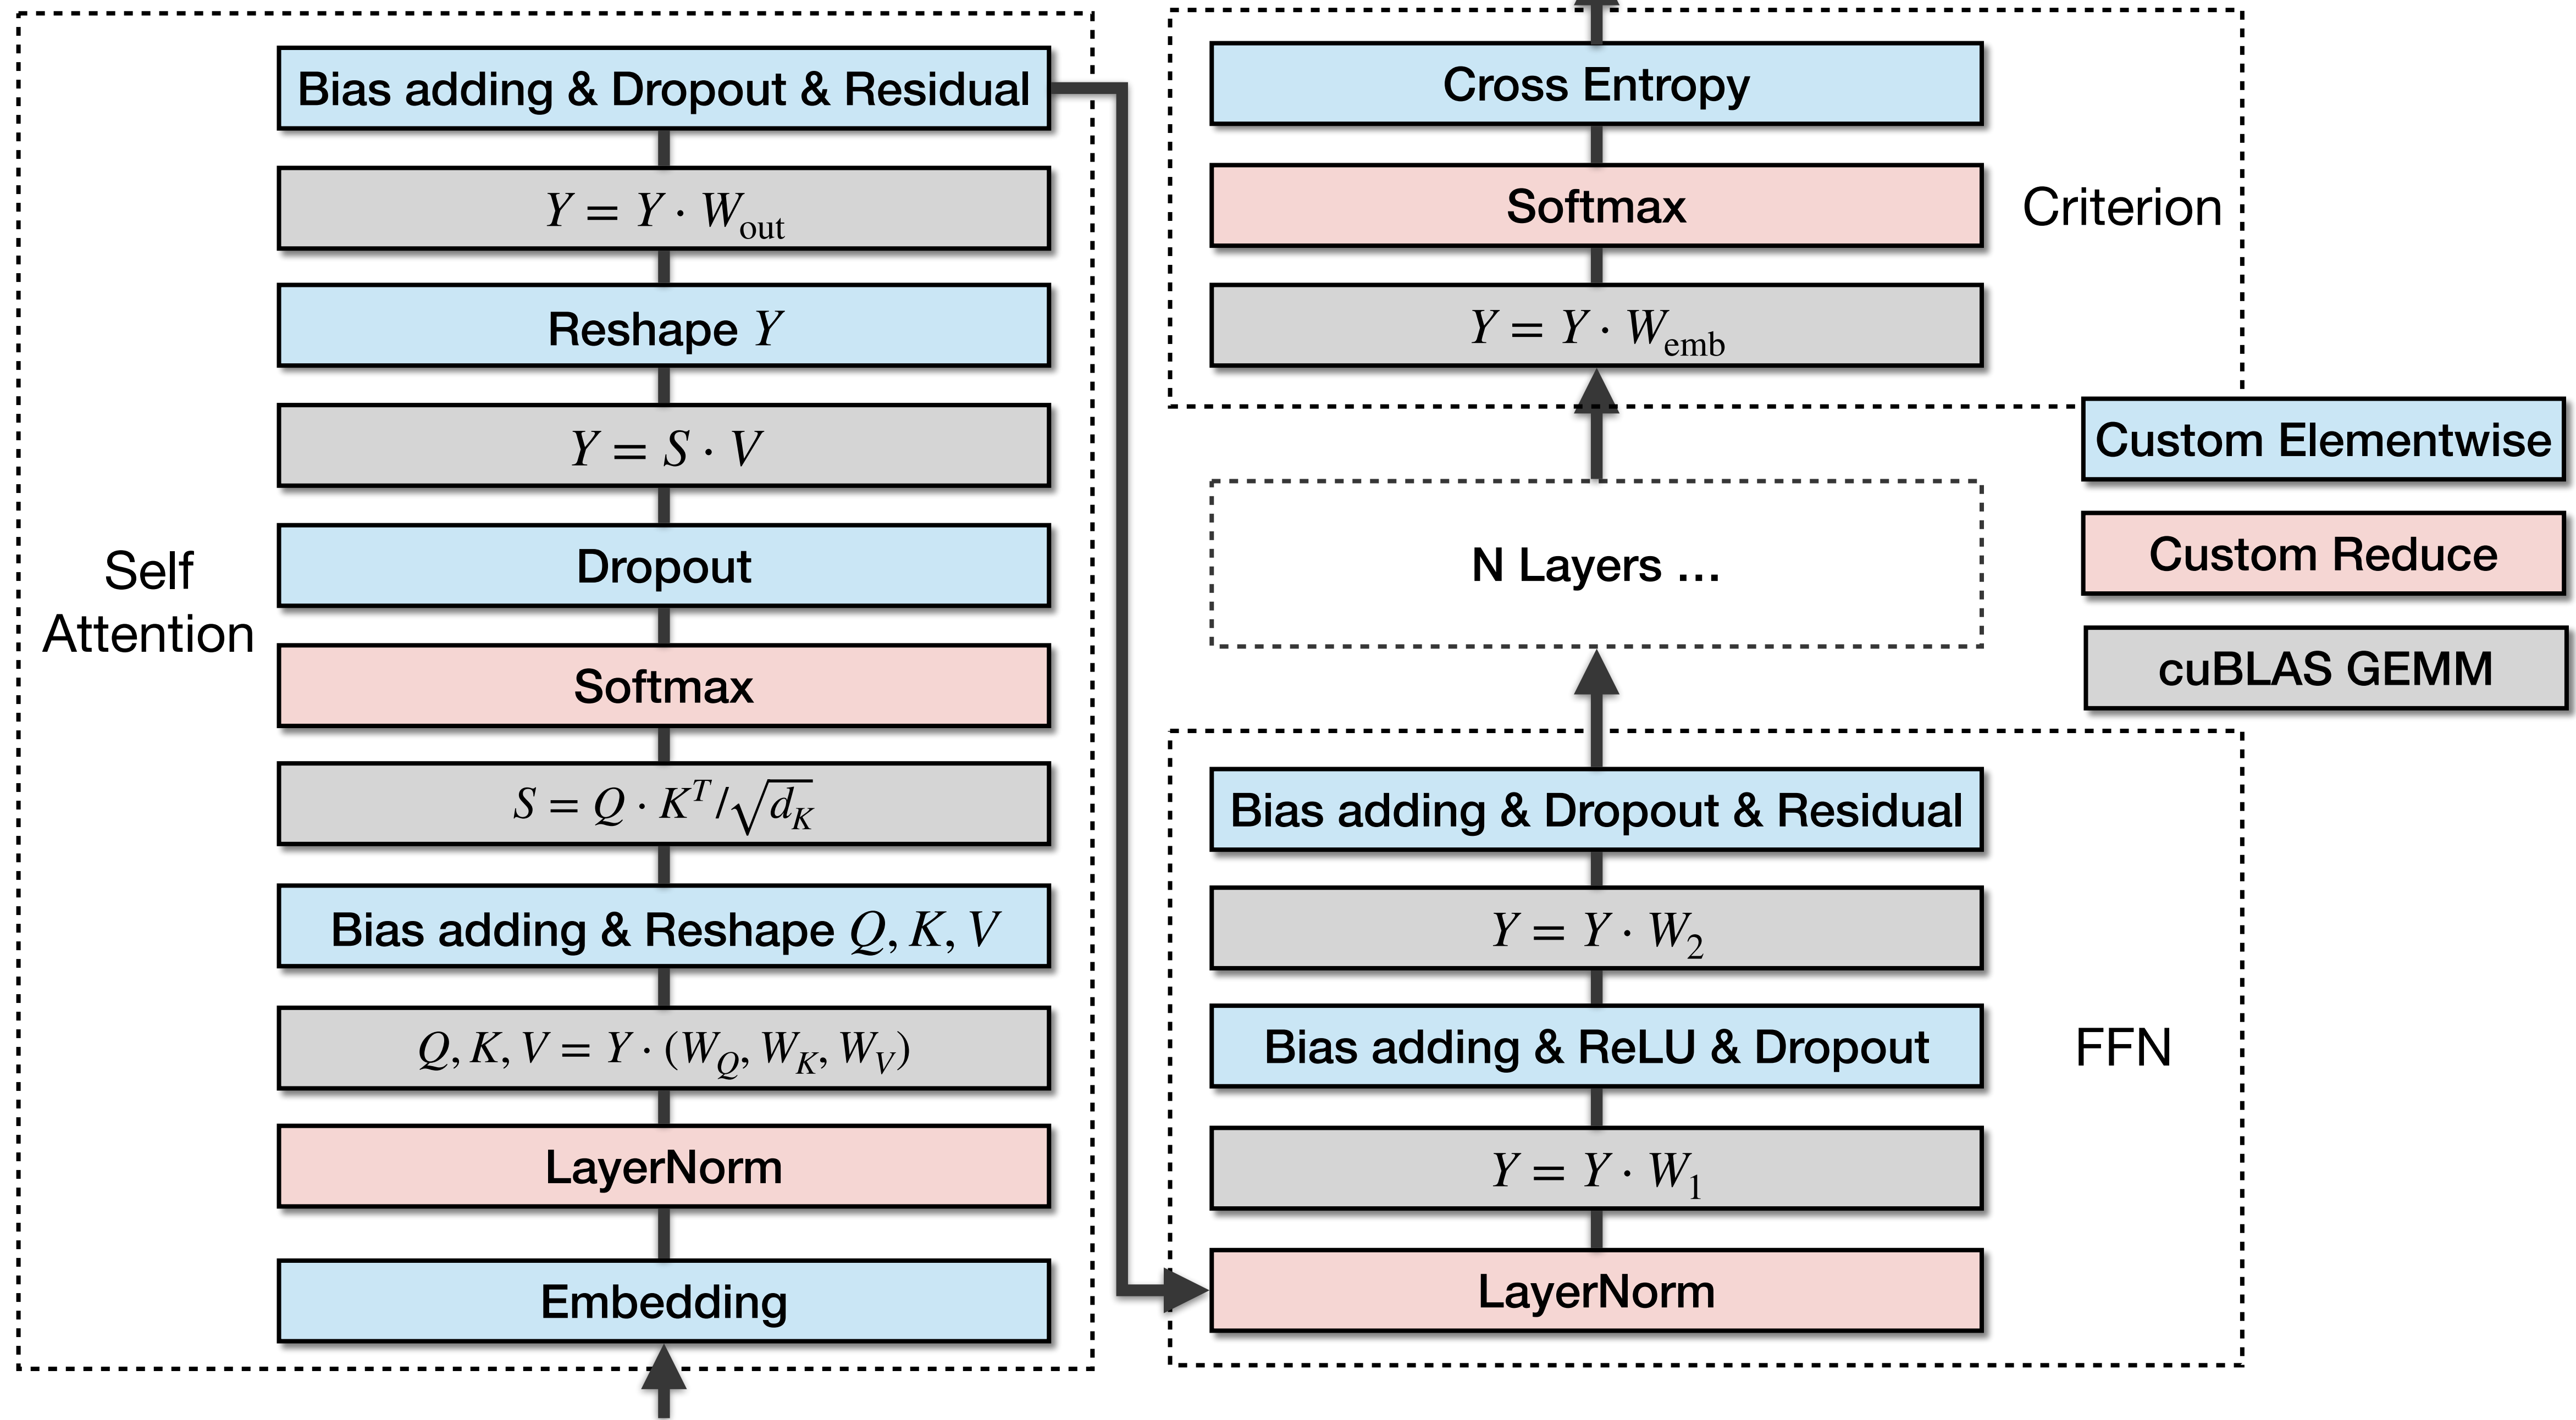 Bias adding & Dropout & Residual
Y = Y · W_out
Reshape Y
Y = S · V
Dropout
Self
Attention
Softmax
S = Q · K^T/√d_K
Bias adding & Reshape Q, K, V
Q, K, V = Y · (W_Q, W_K, W_V)
LayerNorm
Embedding
Cross Entropy
Softmax
Criterion
Y = Y · W_emb
N Layers ...
Custom Elementwise
Custom Reduce
cuBLAS GEMM
Bias adding & Dropout & Residual
Y = Y · W_2
Bias adding & ReLU & Dropout
FFN
Y = Y · W_1
LayerNorm